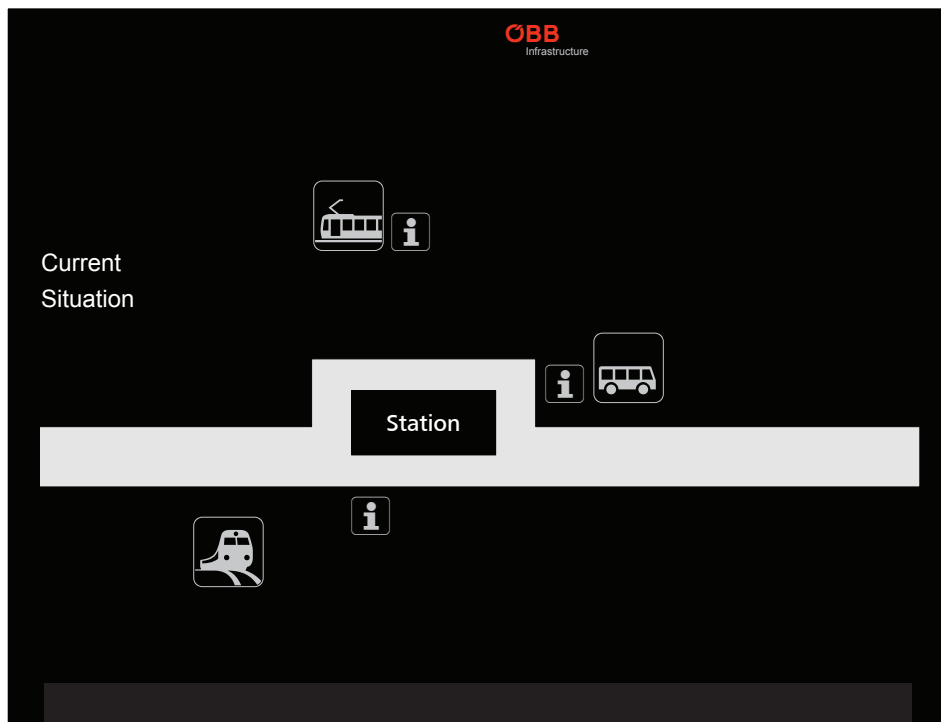 ÖBB
Infrastructure
i
Current
Situation
i
Station
i